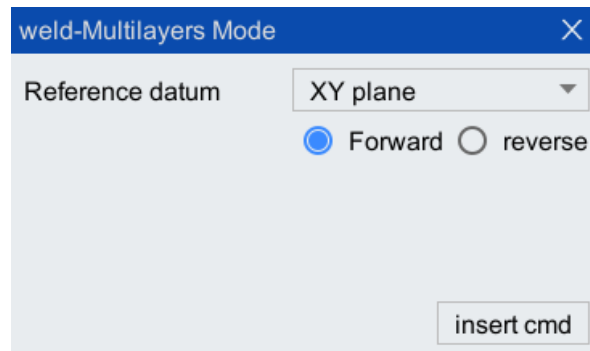 weld-Multilayers Mode
Reference datum XY plane
Forward reverse
insert cmd